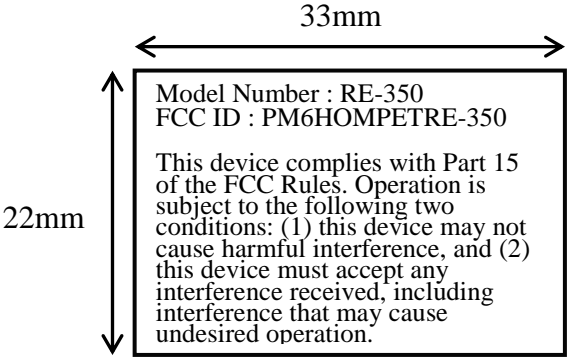 33mm
22mm
Model Number : RE-350
FCC ID : PM6HOMPETRE-350
This device complies with Part 15
of the FCC Rules. Operation is
subject to the following two
conditions: (1) this device may not
cause harmful interference, and (2)
this device must accept any
interference received, including
interference that may cause
undesired operation.